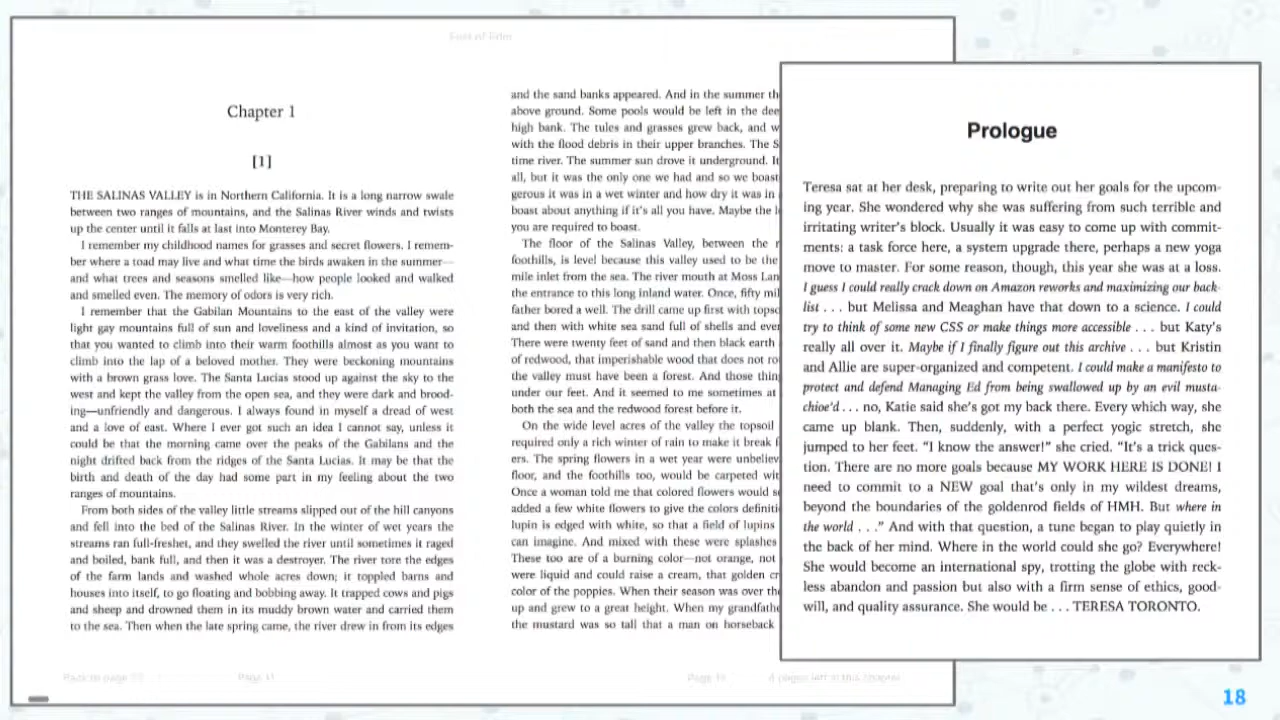 East of Eden
Chapter 1
[1]
THE SALINAS VALLEY is in Northern California. It is a long narrow swale
between two ranges of mountains, and the Salinas River winds and twists
up the center until it falls at last into Monterey Bay.
I remember my childhood names for grasses and secret flowers. I remem-
ber where a toad may live and what time the birds awaken in the summer—
and what trees and seasons smelled like—how people looked and walked
and smelled even. The memory of odors is very rich.
I remember that the Gabilan Mountains to the east of the valley were
light gay mountains full of sun and loveliness and a kind of invitation, so
that you wanted to climb into their warm foothills almost as you want to
climb into the lap of a beloved mother. They were beckoning mountains
with a brown grass love. The Santa Lucias stood up against the sky to the
west and kept the valley from the open sea, and they were dark and brood-
ing—unfriendly and dangerous. I always found in myself a dread of west
and a love of east. Where I ever got such an idea I cannot say, unless it
could be that the morning came over the peaks of the Gabilans and the
night drifted back from the ridges of the Santa Lucias. It may be that the
birth and death of the day had some part in my feeling about the two
ranges of mountains.
From both sides of the valley little streams slipped out of the hill canyons
and fell into the bed of the Salinas River. In the winter of wet years the
streams ran full-freshet, and they swelled the river until sometimes it raged
and boiled, bank full, and then it was a destroyer. The river tore the edges
of the farm lands and washed whole acres down; it toppled barns and
houses into itself, to go floating and bobbing away. It trapped cows and pigs
and sheep and drowned them in its muddy brown water and carried them
to the sea. Then when the late spring came, the river drew in from its edges
and the sand banks appeared. And in the summer th
above ground. Some pools would be left in the dee
high bank. The tules and grasses grew back, and w
with the flood debris in their upper branches. The S
time river. The summer sun drove it underground. It
all, but it was the only one we had and so we boast
gerous it was in a wet winter and how dry it was in
boast about anything if it's all you have. Maybe the l
you are required to boast.
The floor of the Salinas Valley, between the r
foothills, is level because this valley used to be the
mile inlet from the sea. The river mouth at Moss Lan
the entrance to this long inland water. Once, fifty mil
father bored a well. The drill came up first with topso
and then with white sea sand full of shells and ever
There were twenty feet of sand and then black earth
of redwood, that imperishable wood that does not ro
the valley must have been a forest. And those thin
under our feet. And it seemed to me sometimes at
both the sea and the redwood forest before it.
On the wide level acres of the valley the topsoil
required only a rich winter of rain to make it break f
ers. The spring flowers in a wet year were unbeliev
floor, and the foothills too, would be carpeted wit
Once a woman told me that colored flowers would s
added a few white flowers to give the colors definiti
lupin is edged with white, so that a field of lupins
can imagine. And mixed with these were splashes
These too are of a burning color—not orange, not
were liquid and could raise a cream, that golden cr
color of the poppies. When their season was over th
up and grew to a great height. When my grandfathe
the mustard was so tall that a man on horseback
Page 11
4 pages left in this chapter
Prologue
Teresa sat at her desk, preparing to write out her goals for the upcom-
ing year. She wondered why she was suffering from such terrible and
irritating writer's block. Usually it was easy to come up with commit-
ments: a task force here, a system upgrade there, perhaps a new yoga
move to master. For some reason, though, this year she was at a loss.
I guess I could really crack down on Amazon reworks and maximizing our back-
list . . . but Melissa and Meaghan have that down to a science. I could
try to think of some new CSS or make things more accessible . . . but Katy's
really all over it. Maybe if I finally figure out this archive . . . but Kristin
and Allie are super-organized and competent. I could make a manifesto to
protect and defend Managing Ed from being swallowed up by an evil musta-
chioe'd . . . no, Katie said she's got my back there. Every which way, she
came up blank. Then, suddenly, with a perfect yogic stretch, she
jumped to her feet. “I know the answer!” she cried. “It's a trick ques-
tion. There are no more goals because MY WORK HERE IS DONE! I
need to commit to a NEW goal that's only in my wildest dreams,
beyond the boundaries of the goldenrod fields of HMH. But where in
the world . . .” And with that question, a tune began to play quietly in
the back of her mind. Where in the world could she go? Everywhere!
She would become an international spy, trotting the globe with reck-
less abandon and passion but also with a firm sense of ethics, good-
will, and quality assurance. She would be . . . TERESA TORONTO.
18